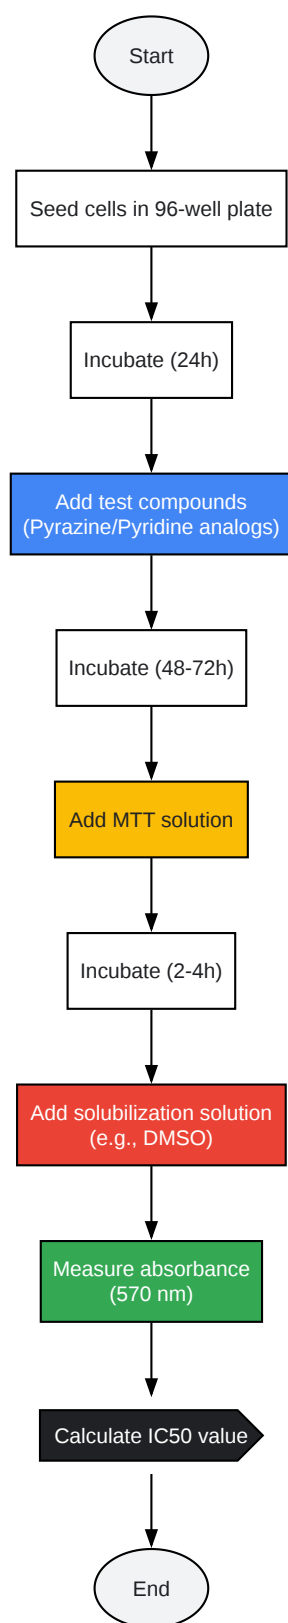 Start
Seed cells in 96-well plate
Incubate (24h)
Add test compounds
(Pyrazine/Pyridine analogs)
Incubate (48-72h)
Add MTT solution
Incubate (2-4h)
Add solubilization solution
(e.g., DMSO)
Measure absorbance
(570 nm)
Calculate IC50 value
End